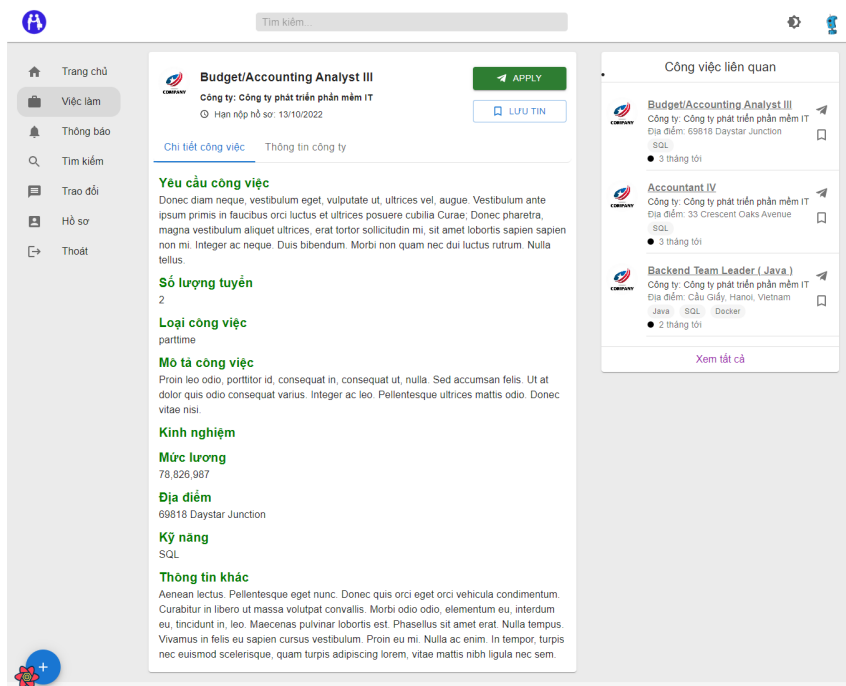 Tìm kiếm...
Trang chủ
Việc làm
Thông báo
Tìm kiếm
Trao đổi
Hồ sơ
Thoát
COMPANY
Budget/Accounting Analyst III
Công ty: Công ty phát triển phần mềm IT
Hạn nộp hồ sơ: 13/10/2022
APPLY
LƯU TIN
Chi tiết công việc
Thông tin công ty
Yêu cầu công việc
Donec diam neque, vestibulum eget, vulputate ut, ultrices vel, augue. Vestibulum ante
ipsum primis in faucibus orci luctus et ultrices posuere cubilia Curae; Donec pharetra,
magna vestibulum aliquet ultrices, erat tortor sollicitudin mi, sit amet lobortis sapien sapien
non mi. Integer ac neque. Duis bibendum. Morbi non quam nec dui luctus rutrum. Nulla
tellus.
Số lượng tuyển
2
Loại công việc
parttime
Mô tả công việc
Proin leo odio, porttitor id, consequat in, consequat ut, nulla. Sed accumsan felis. Ut at
dolor quis odio consequat varius. Integer ac leo. Pellentesque ultrices mattis odio. Donec
vitae nisi.
Kinh nghiệm
Mức lương
78,826,987
Địa điểm
69818 Daystar Junction
Kỹ năng
SQL
Thông tin khác
Aenean lectus. Pellentesque eget nunc. Donec quis orci eget orci vehicula condimentum.
Curabitur in libero ut massa volutpat convallis. Morbi odio odio, elementum eu, interdum
eu, tincidunt in, leo. Maecenas pulvinar lobortis est. Phasellus sit amet erat. Nulla tempus.
Vivamus in felis eu sapien cursus vestibulum. Proin eu mi. Nulla ac enim. In tempor, turpis
nec euismod scelerisque, quam turpis adipiscing lorem, vitae mattis nibh ligula nec sem.
Công việc liên quan
COMPANY
Budget/Accounting Analyst III
Công ty: Công ty phát triển phần mềm IT
Địa điểm: 69818 Daystar Junction
SQL
3 tháng tới
COMPANY
Accountant IV
Công ty: Công ty phát triển phần mềm IT
Địa điểm: 33 Crescent Oaks Avenue
SQL
3 tháng tới
COMPANY
Backend Team Leader ( Java )
Công ty: Công ty phát triển phần mềm IT
Địa điểm: Cầu Giấy, Hanoi, Vietnam
Java SQL Docker
2 tháng tới
Xem tất cả